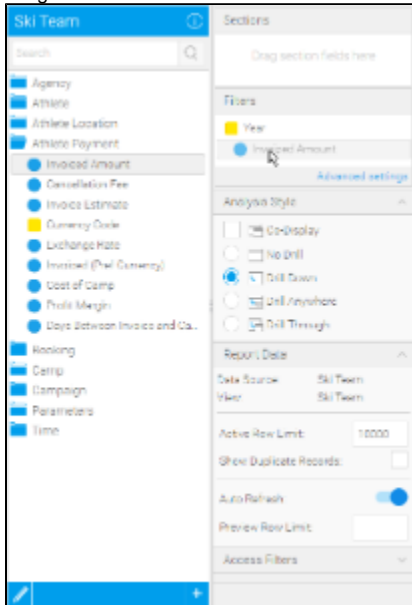 Ski Team
Search
Agency
Athlete
Athlete Location
Athlete Payment
Invoiced Amount
Cancellation Fee
Invoice Estimate
Currency Code
Exchange Rate
Invoiced (Pref Currency)
Cost of Camp
Profit Margin
Days Between Invoice and Ca...
Booking
Camp
Campaign
Parameters
Time
Sections
Drag section fields here
Filters
Year
Invoiced Amount
Advanced settings
Analysis Style
Co-Display
No Drill
Drill Down
Drill Anywhere
Drill Through
Report Data
Data Source: Ski Team
View: Ski Team
Active Row Limit: 10000
Show Duplicate Records:
Auto Refresh
Preview Row Limit:
Access Filters